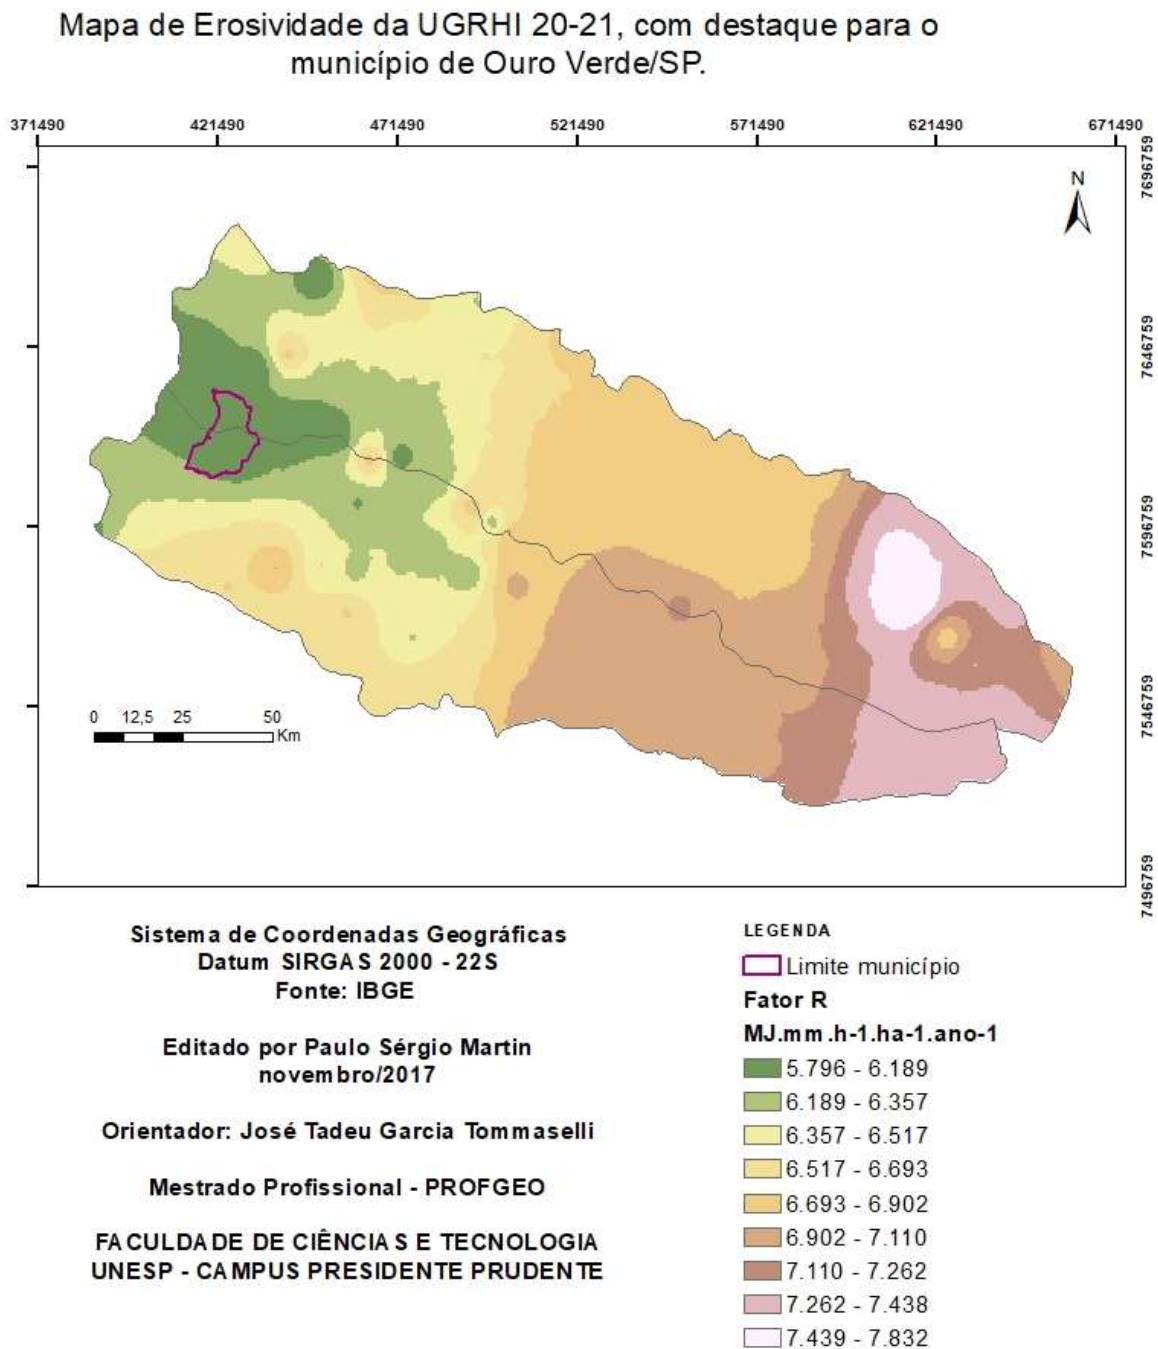 Mapa de Erosividade da UGRHI 20-21, com destaque para o
município de Ouro Verde/SP.
371490 421490 471490 521490 571490 621490 671490
7696759
N
7646759
7596759
7546759
0 12,5 25 50
Km
7496759
Sistema de Coordenadas Geográficas
Datum SIRGAS 2000 - 22S
Fonte: IBGE
Editado por Paulo Sérgio Martin
novembro/2017
Orientador: José Tadeu Garcia Tommaselli
Mestrado Profissional - PROFGEO
FACULDADE DE CIÊNCIAS E TECNOLOGIA
UNESP - CAMPUS PRESIDENTE PRUDENTE
LEGENDA
Limite município
Fator R
MJ.mm.h-1.ha-1.ano-1
5.796 - 6.189
6.189 - 6.357
6.357 - 6.517
6.517 - 6.693
6.693 - 6.902
6.902 - 7.110
7.110 - 7.262
7.262 - 7.438
7.439 - 7.832